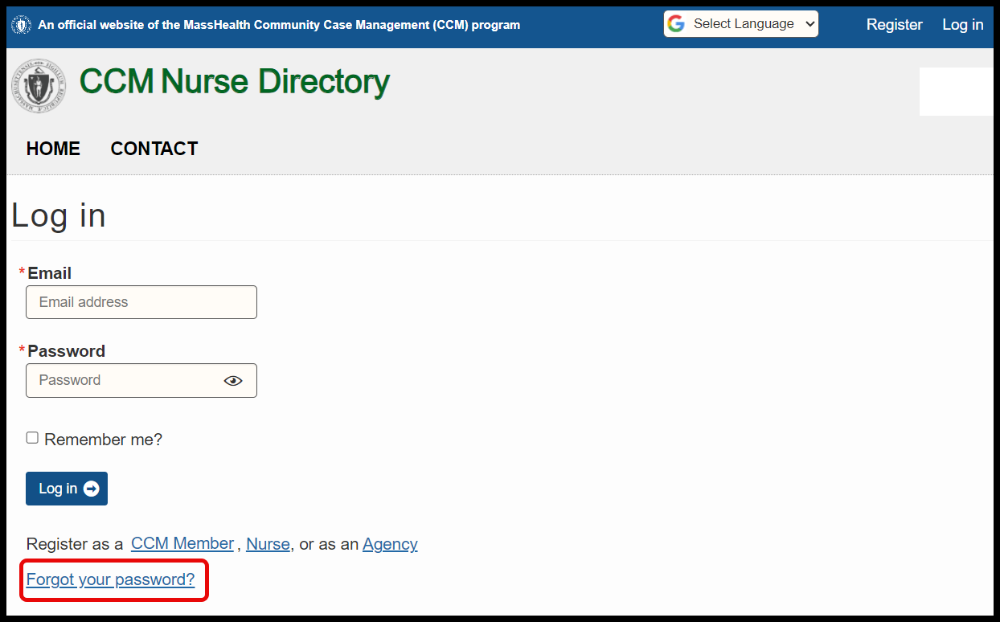 An official website of the MassHealth Community Case Management (CCM) program
Select Language
Register
Log in
CCM Nurse Directory
HOME
CONTACT
Log in
*Email
Email address
*Password
Password
Remember me?
Log in
Register as a CCM Member , Nurse, or as an Agency
Forgot your password?